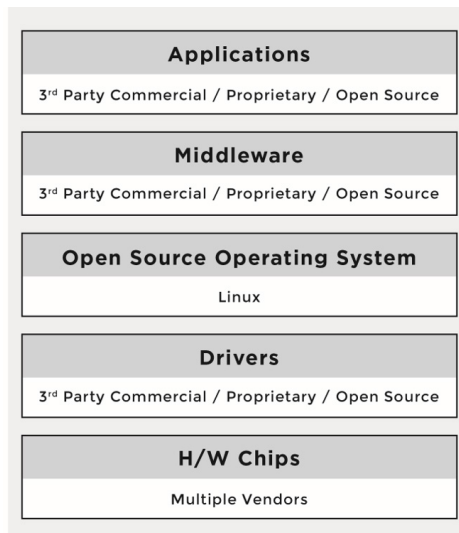 Applications
3rd Party Commercial / Proprietary / Open Source
Middleware
3rd Party Commercial / Proprietary / Open Source
Open Source Operating System
Linux
Drivers
3rd Party Commercial / Proprietary / Open Source
H/W Chips
Multiple Vendors